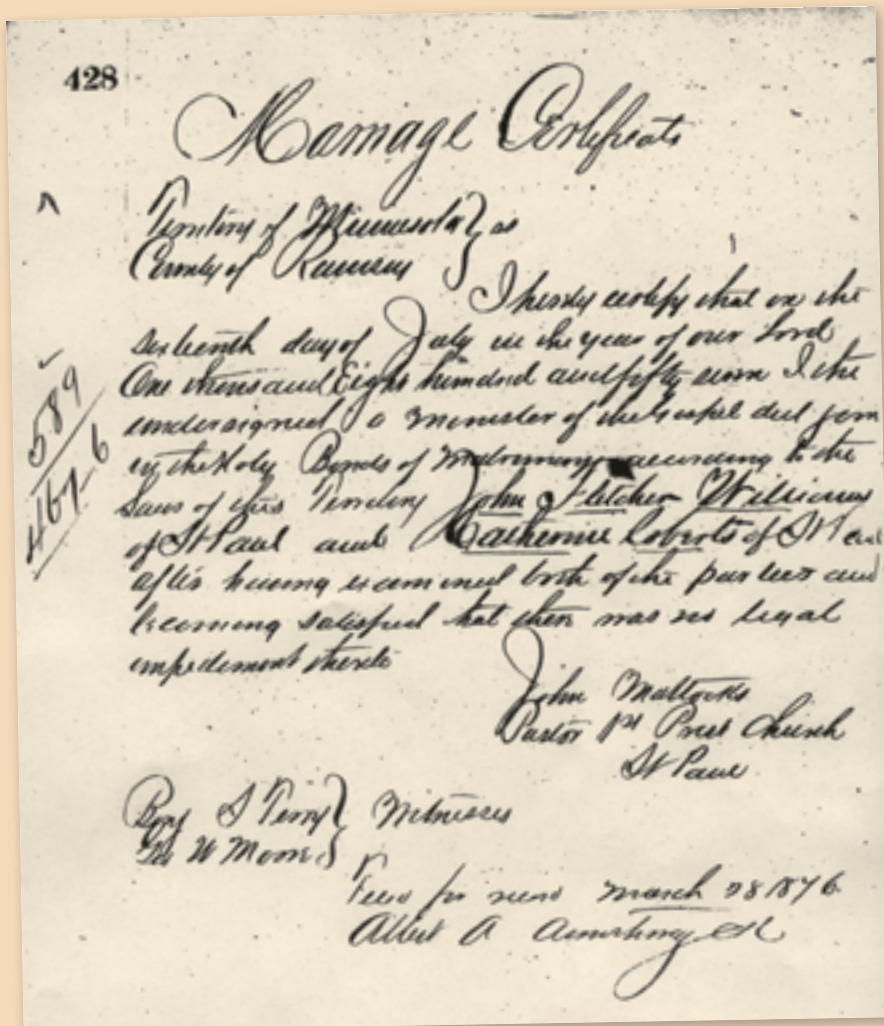 428
Marriage Certificate
Territory of Minnesota } ss
County of Ramsey
I hereby certify that on the
sixteenth day of July in the year of our Lord
One thousand Eight hundred and fifty seven I the
undersigned a Minister of the Gospel did join
in the Holy Bonds of Matrimony according to the
Laws of this Territory John Fletcher Williams
of St Paul and Catherine Roberts of St Paul
after having examined both of the parties and
becoming satisfied that there was no legal
impediment thereto
John Mattocks
Pastor 1st Pres Church
St Paul
Benj S Terry } Witnesses
Geo W Moore
Filed for record March 28 1876
Albert A Armstrong
589
467-6